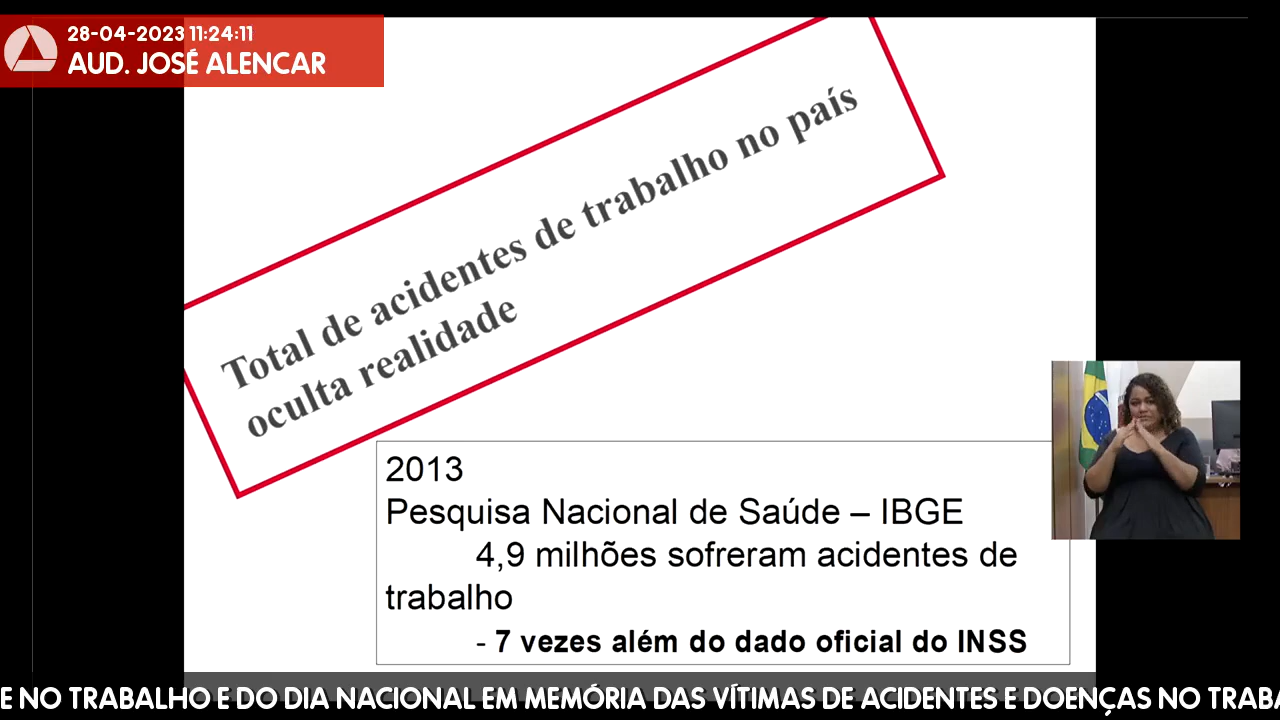 28-04-2023 11:24:11
AUD. JOSÉ ALENCAR
Total de acidentes de trabalho no país
oculta realidade
2013
Pesquisa Nacional de Saúde – IBGE
4,9 milhões sofreram acidentes de
trabalho
- 7 vezes além do dado oficial do INSS
E NO TRABALHO E DO DIA NACIONAL EM MEMÓRIA DAS VÍTIMAS DE ACIDENTES E DOENÇAS NO TRABA